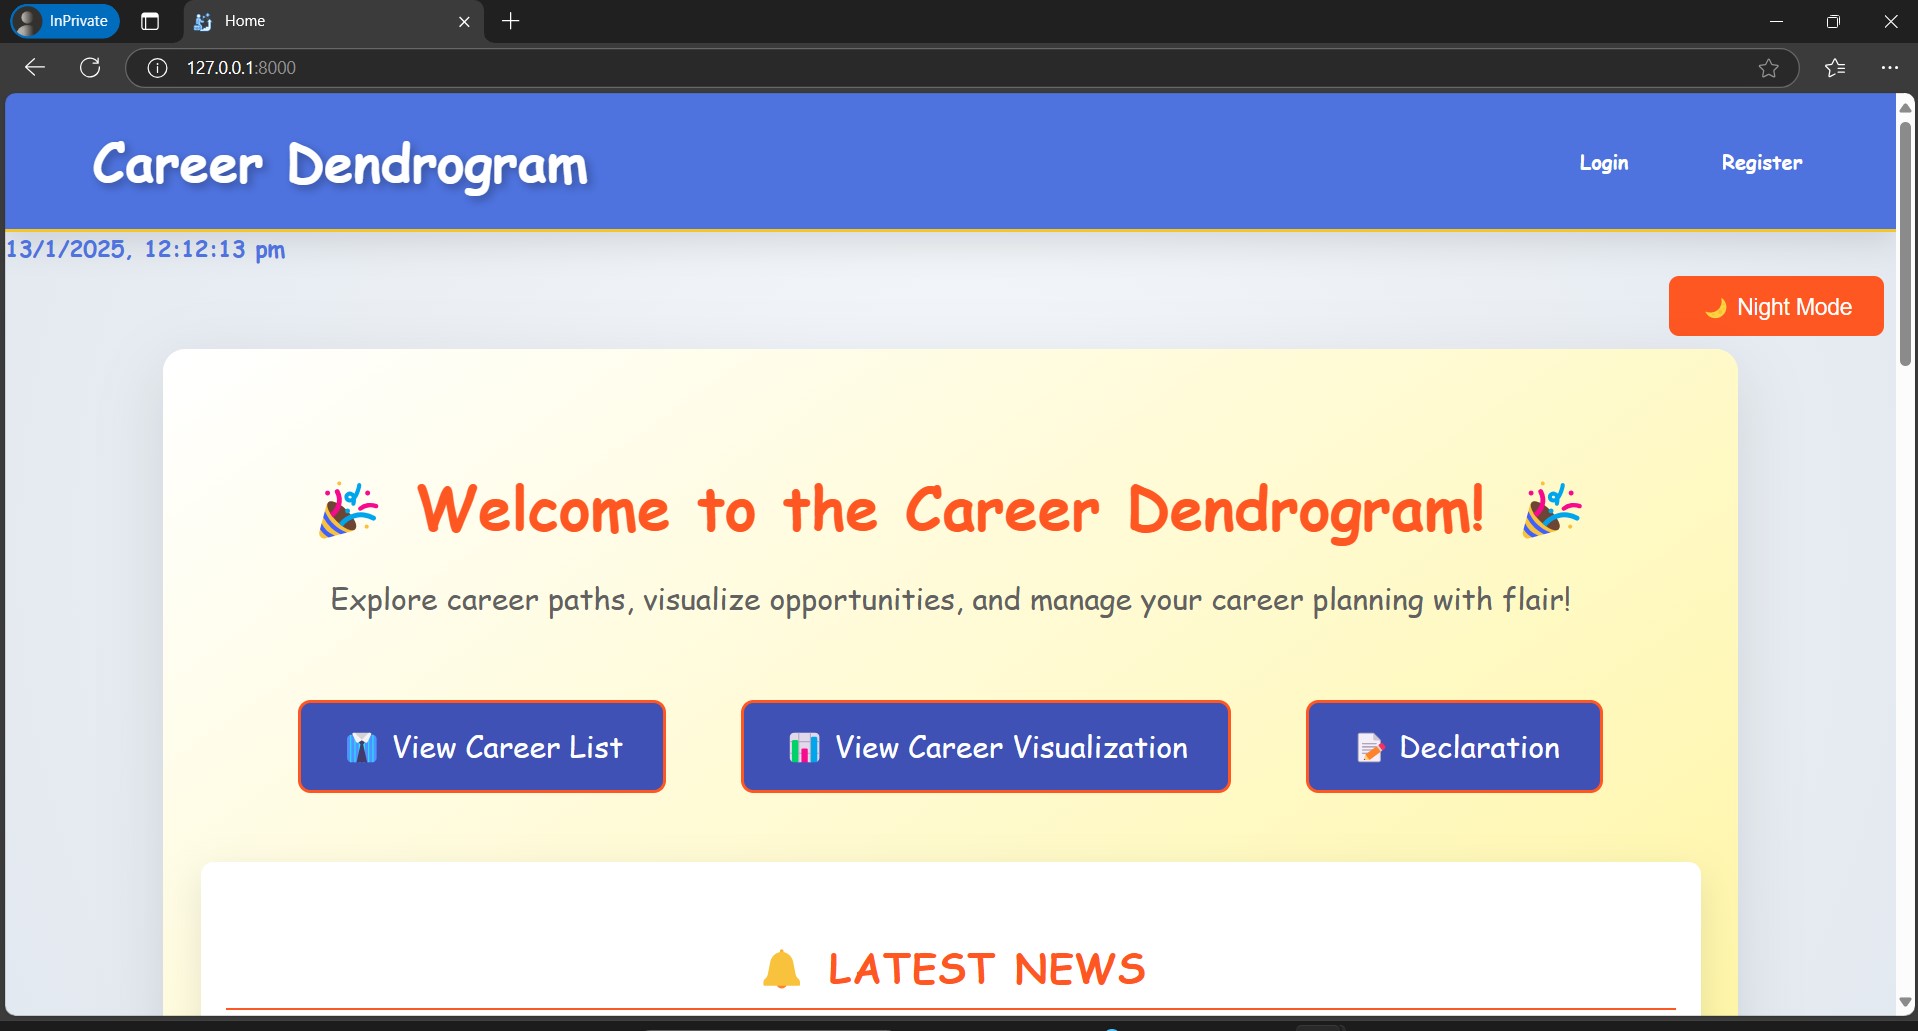 InPrivate
Home
127.0.0.1:8000
Career Dendrogram
Login
Register
13/1/2025, 12:12:13 pm
🌙 Night Mode
🎉 Welcome to the Career Dendrogram! 🎉
Explore career paths, visualize opportunities, and manage your career planning with flair!
👔 View Career List
📊 View Career Visualization
📝 Declaration
🔔 LATEST NEWS